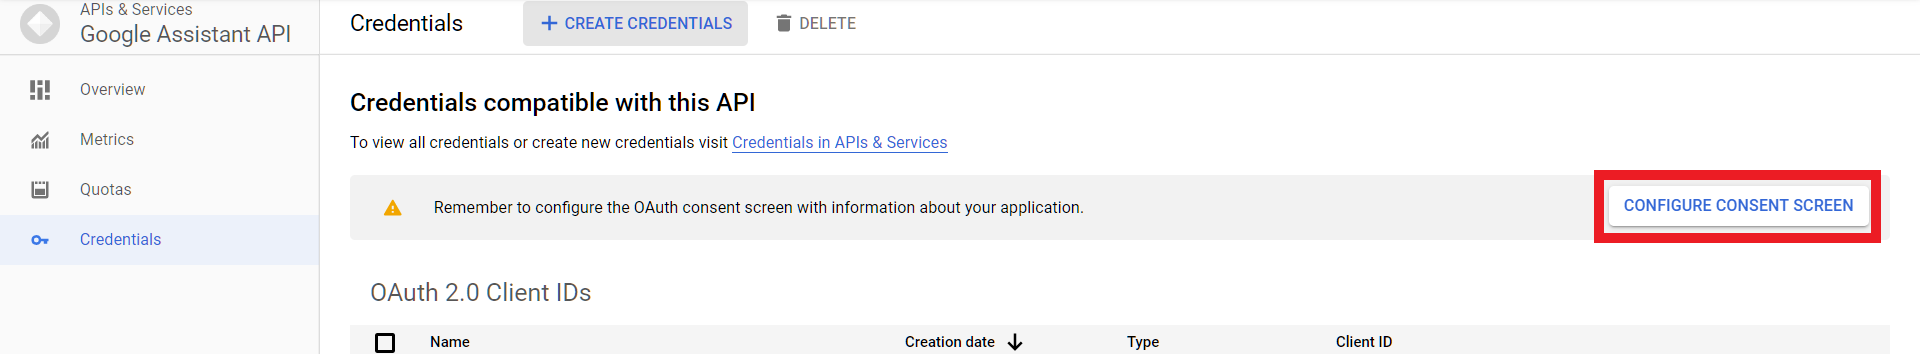 APIs & Services
Google Assistant API
Credentials
CREATE CREDENTIALS
DELETE
Overview
Metrics
Quotas
Credentials
Credentials compatible with this API
To view all credentials or create new credentials visit Credentials in APIs & Services
Remember to configure the OAuth consent screen with information about your application.
CONFIGURE CONSENT SCREEN
OAuth 2.0 Client IDs
Name Creation date Type Client ID